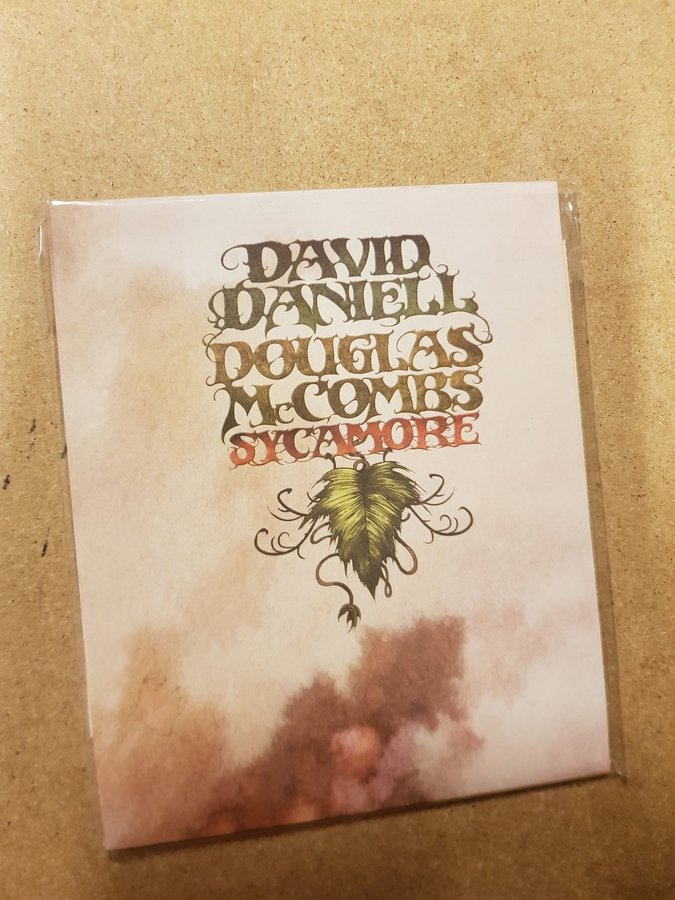 DAVID
DANIELL
DOUGLAS
McCOMBS
SYCAMORE